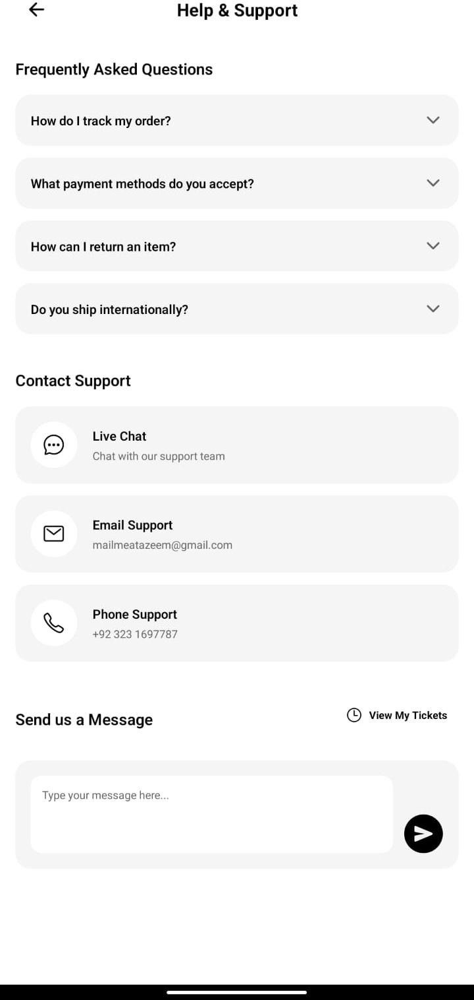 Help & Support
Frequently Asked Questions
How do I track my order?
What payment methods do you accept?
How can I return an item?
Do you ship internationally?
Contact Support
Live Chat
Chat with our support team
Email Support
mailmeatazeem@gmail.com
Phone Support
+92 323 1697787
Send us a Message
View My Tickets
Type your message here...